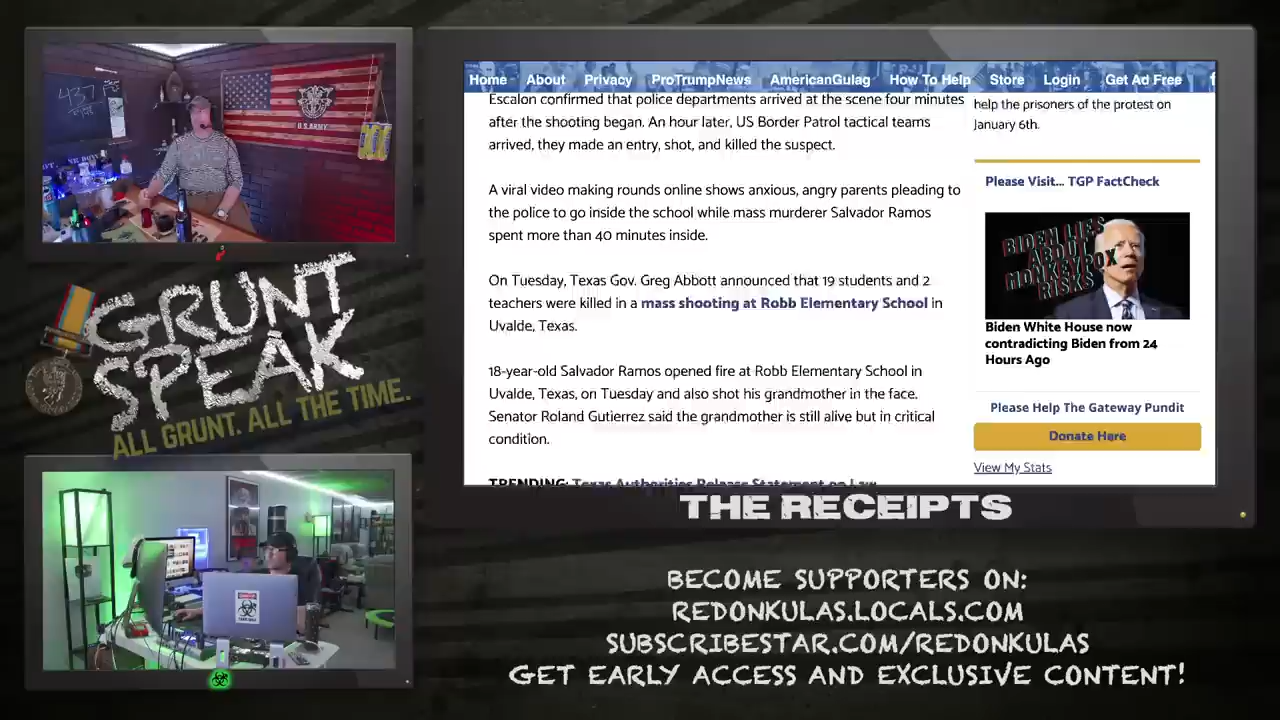 437
U.S. ARMY
GRUNT
SPEAK
ALL GRUNT. ALL THE TIME.
Home About Privacy ProTrumpNews AmericanGulag How To Help Store Login Get Ad Free
Escalon confirmed that police departments arrived at the scene four minutes
after the shooting began. An hour later, US Border Patrol tactical teams
arrived, they made an entry, shot, and killed the suspect.
A viral video making rounds online shows anxious, angry parents pleading to
the police to go inside the school while mass murderer Salvador Ramos
spent more than 40 minutes inside.
On Tuesday, Texas Gov. Greg Abbott announced that 19 students and 2
teachers were killed in a mass shooting at Robb Elementary School in
Uvalde, Texas.
18-year-old Salvador Ramos opened fire at Robb Elementary School in
Uvalde, Texas, on Tuesday and also shot his grandmother in the face.
Senator Roland Gutierrez said the grandmother is still alive but in critical
condition.
TRENDING: Texas Authorities Release Statement on Law
help the prisoners of the protest on
January 6th.
Please Visit... TGP FactCheck
BIDEN LIES
ABOUT
MONKEYPOX
RISKS
Biden White House now
contradicting Biden from 24
Hours Ago
Please Help The Gateway Pundit
Donate Here
View My Stats
THE RECEIPTS
BECOME SUPPORTERS ON:
REDONKULAS.LOCALS.COM
SUBSCRIBESTAR.COM/REDONKULAS
GET EARLY ACCESS AND EXCLUSIVE CONTENT!